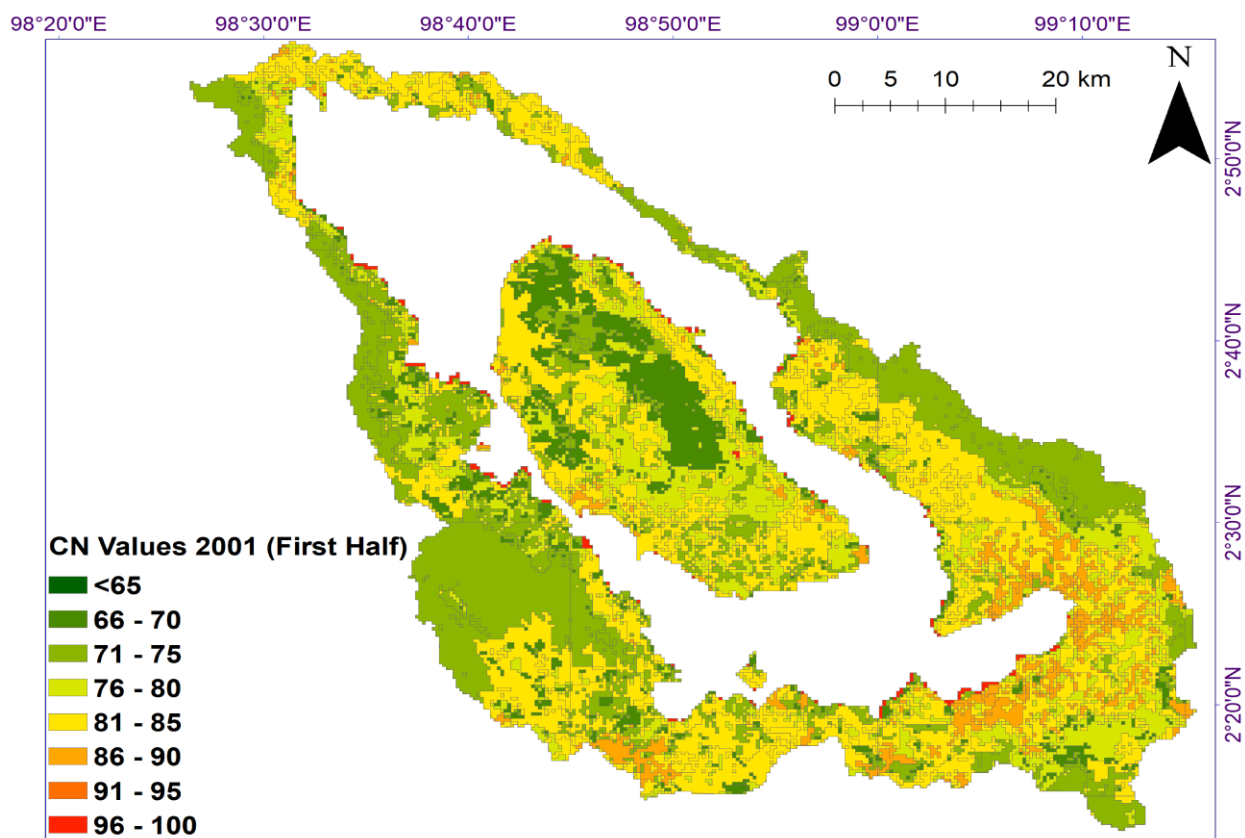 98°20'0"E 98°30'0"E 98°40'0"E 98°50'0"E 99°0'0"E 99°10'0"E
N
0 5 10 20 km
2°50'0"N
2°40'0"N
2°30'0"N
2°20'0"N
CN Values 2001 (First Half)
<65
66 - 70
71 - 75
76 - 80
81 - 85
86 - 90
91 - 95
96 - 100